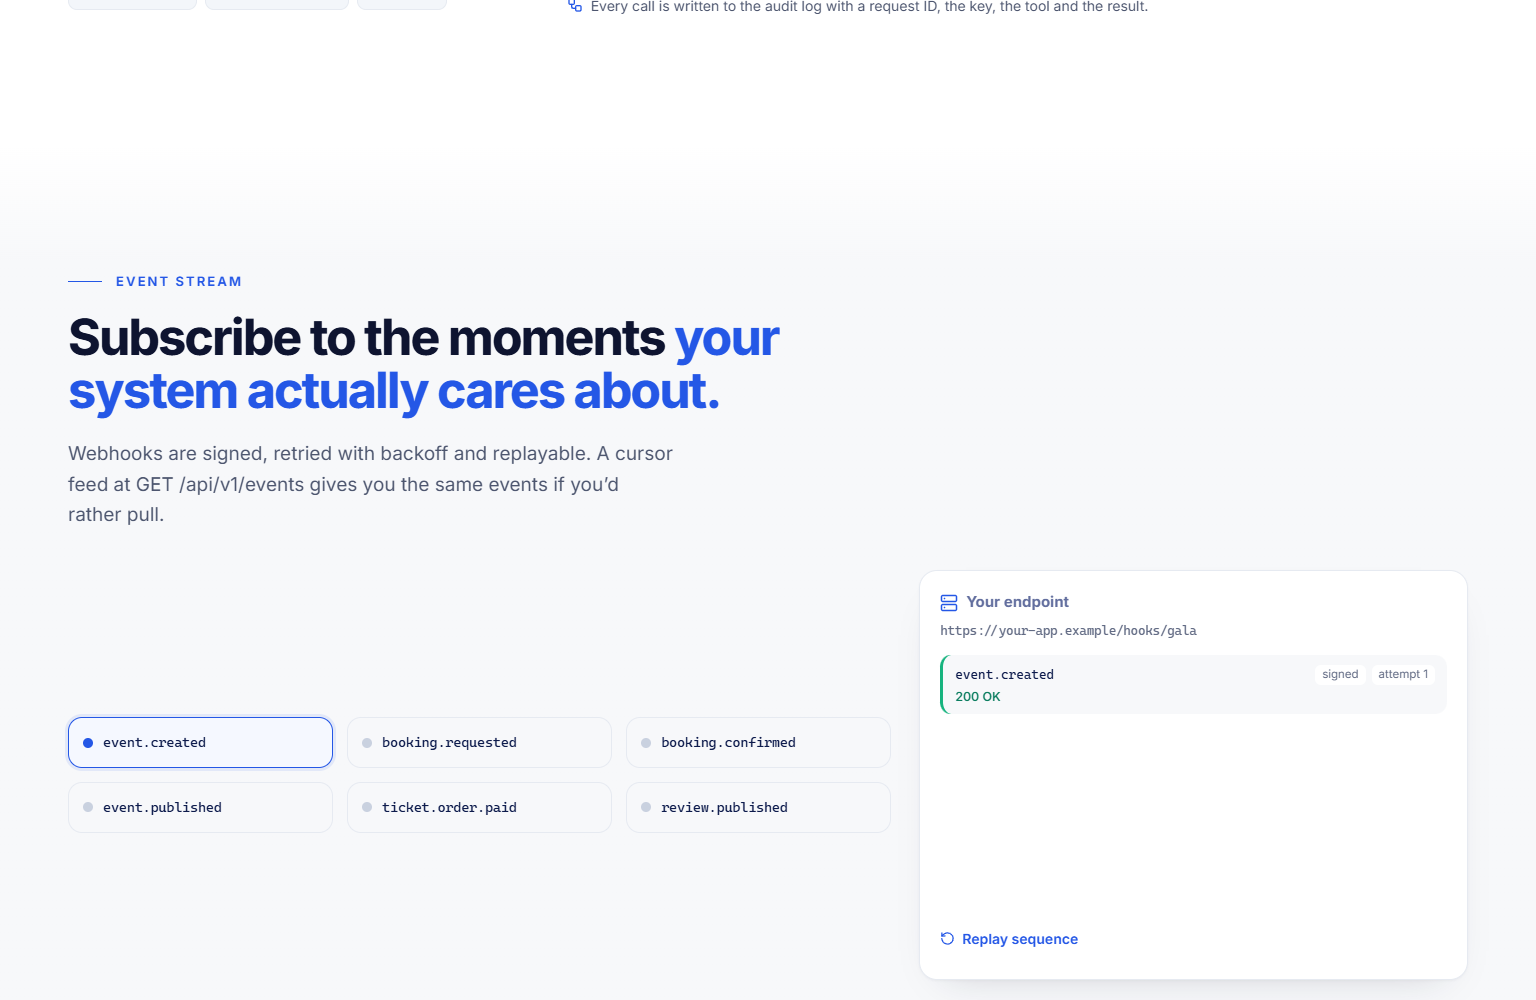 Every call is written to the audit log with a request ID, the key, the tool and the result.
EVENT STREAM
Subscribe to the moments your
system actually cares about.
Webhooks are signed, retried with backoff and replayable. A cursor
feed at GET /api/v1/events gives you the same events if you’d
rather pull.
Your endpoint
https://your-app.example/hooks/gala
event.created signed attempt 1
200 OK
event.created booking.requested booking.confirmed
event.published ticket.order.paid review.published
Replay sequence